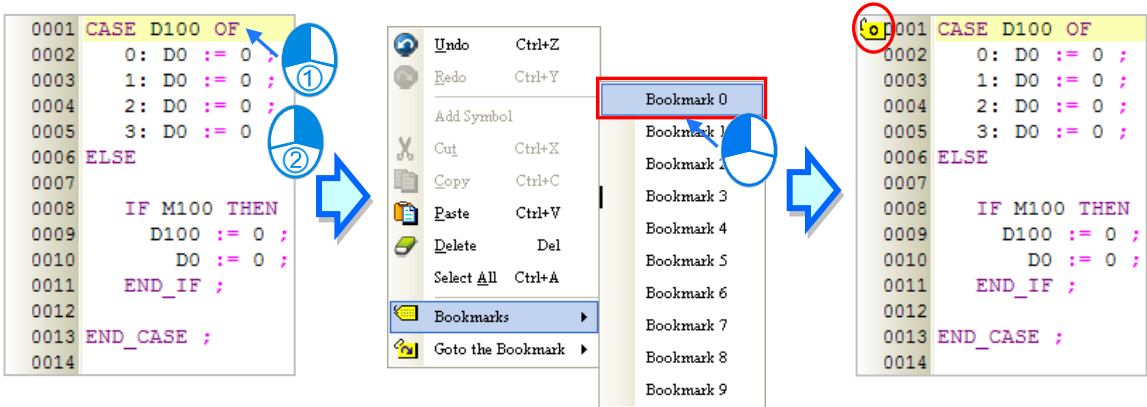 0001 CASE D100 OF
0002 0: D0 := 0 ;
0003 1: D0 := 0 ;
0004 2: D0 := 0 ;
0005 3: D0 := 0
0006 ELSE
0007
0008 IF M100 THEN
0009 D100 := 0 ;
0010 D0 := 0 ;
0011 END_IF ;
0012
0013 END_CASE ;
0014
1
2
Undo Ctrl+Z
Redo Ctrl+Y
Add Symbol
Cut Ctrl+X
Copy Ctrl+C
Paste Ctrl+V
Delete Del
Select All Ctrl+A
Bookmarks
Goto the Bookmark
Bookmark 0
Bookmark 1
Bookmark 2
Bookmark 3
Bookmark 4
Bookmark 5
Bookmark 6
Bookmark 7
Bookmark 8
Bookmark 9
0001 CASE D100 OF
0002 0: D0 := 0 ;
0003 1: D0 := 0 ;
0004 2: D0 := 0 ;
0005 3: D0 := 0 ;
0006 ELSE
0007
0008 IF M100 THEN
0009 D100 := 0 ;
0010 D0 := 0 ;
0011 END_IF ;
0012
0013 END_CASE ;
0014